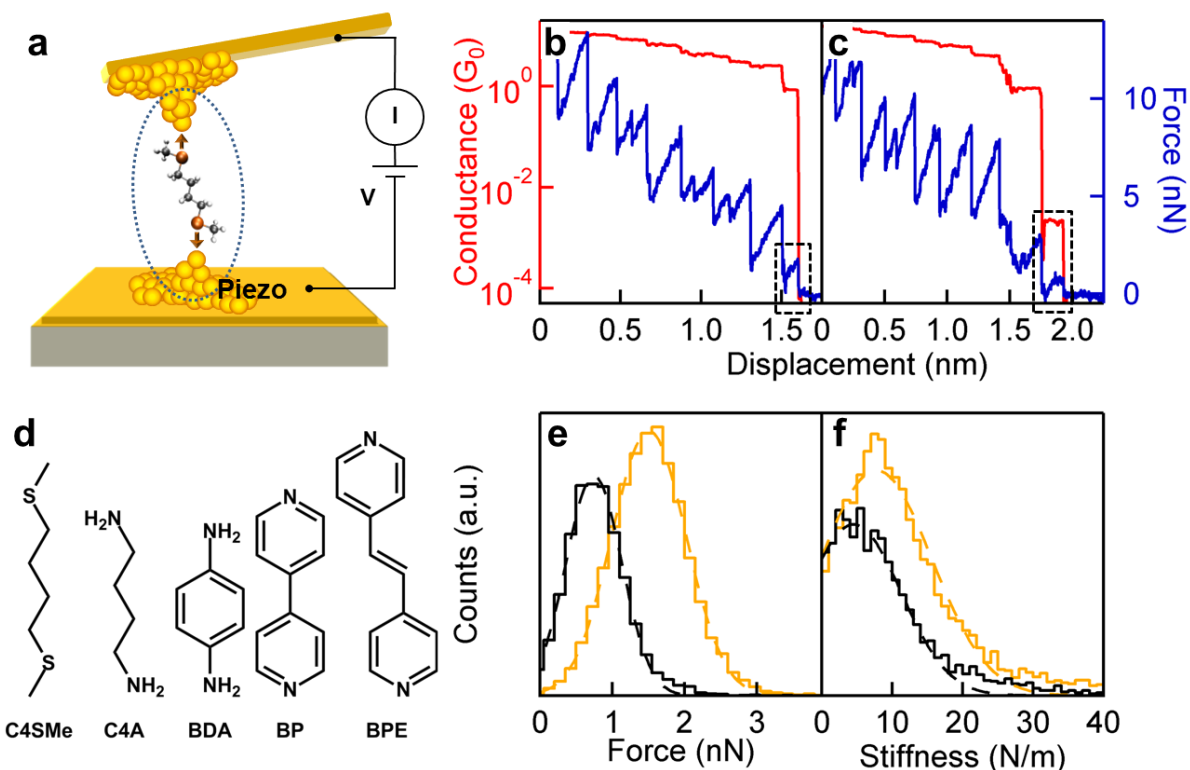 a
I
V
Piezo
b
c
Conductance (G₀)
10⁰
10⁻²
10⁻⁴
10
5
0
Force (nN)
0
0.5
1.0
1.5
0
0.5
1.0
1.5
2.0
Displacement (nm)
d
S
S
C4SMe
H₂N
NH₂
C4A
NH₂
NH₂
BDA
N
N
BP
N
N
BPE
e
f
Counts (a.u.)
0
1
2
3
0
10
20
30
40
Force (nN)
Stiffness (N/m)